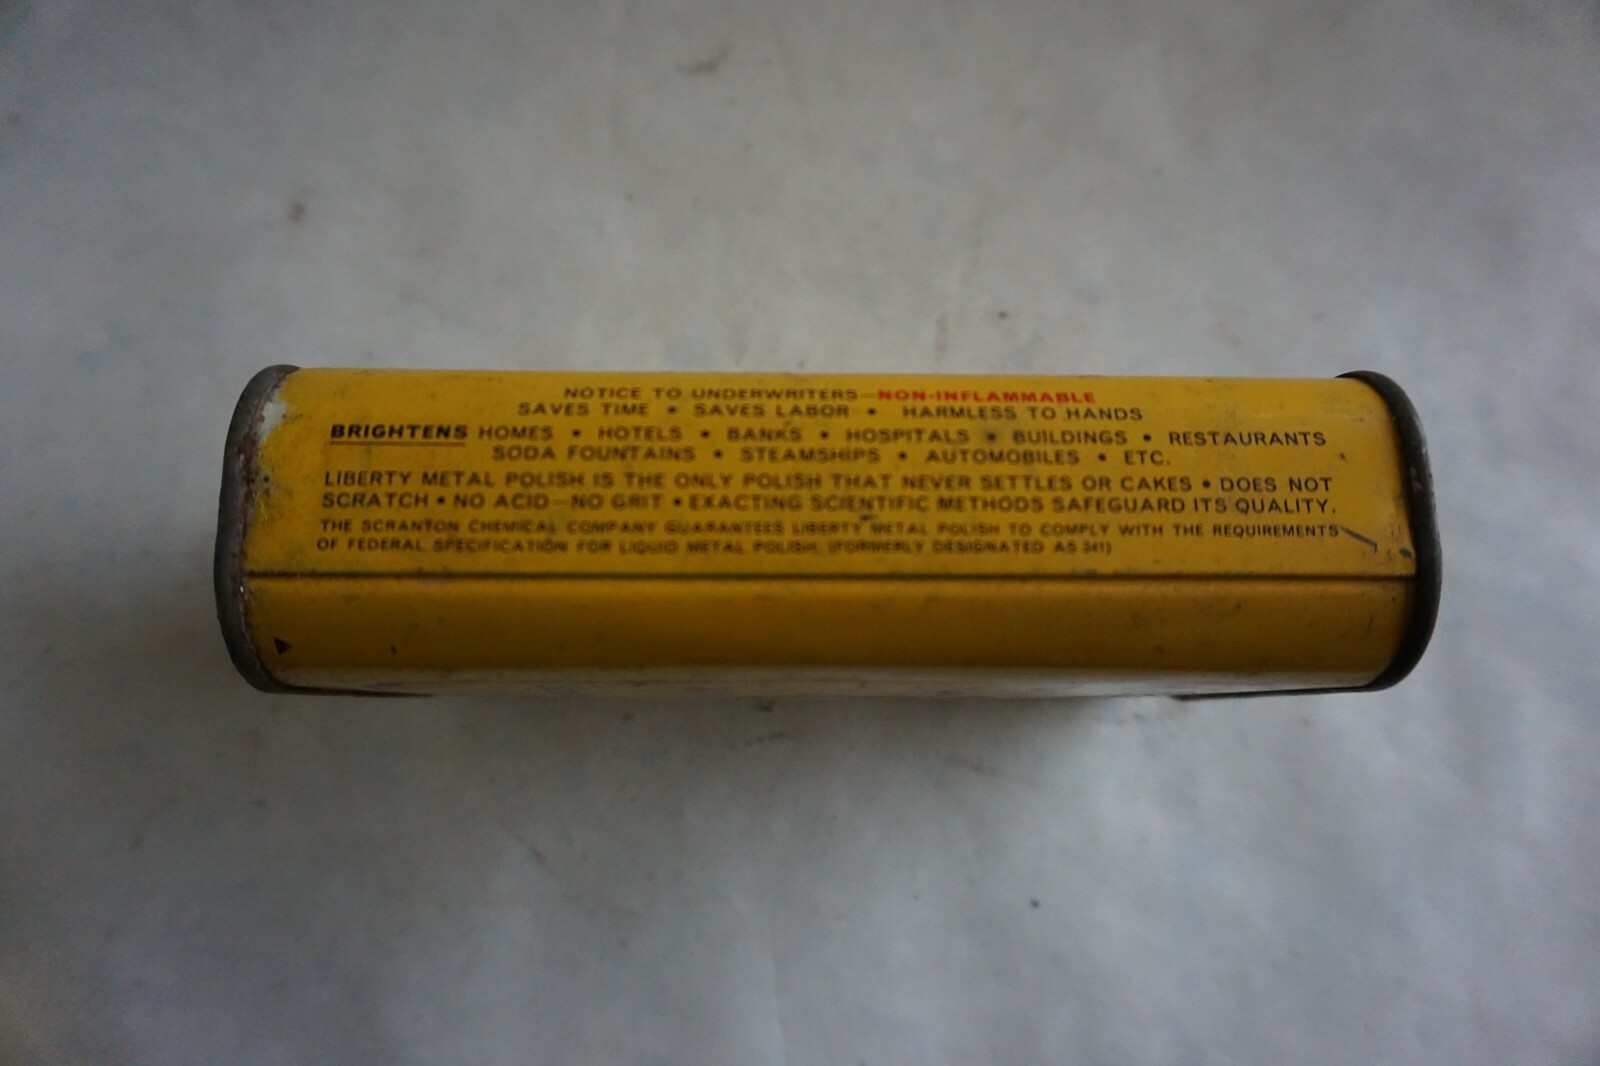 NOTICE TO UNDERWRITERS—NON-INFLAMMABLE
SAVES TIME • SAVES LABOR • HARMLESS TO HANDS
BRIGHTENS HOMES • HOTELS • BANKS • HOSPITALS • BUILDINGS • RESTAURANTS
SODA FOUNTAINS • STEAMSHIPS • AUTOMOBILES • ETC.
LIBERTY METAL POLISH IS THE ONLY POLISH THAT NEVER SETTLES OR CAKES • DOES NOT
SCRATCH • NO ACID—NO GRIT • EXACTING SCIENTIFIC METHODS SAFEGUARD ITS QUALITY.
THE SCRANTON CHEMICAL COMPANY GUARANTEES LIBERTY METAL POLISH TO COMPLY WITH THE REQUIREMENTS
OF FEDERAL SPECIFICATION FOR LIQUID METAL POLISH. (FORMERLY DESIGNATED AS 341)